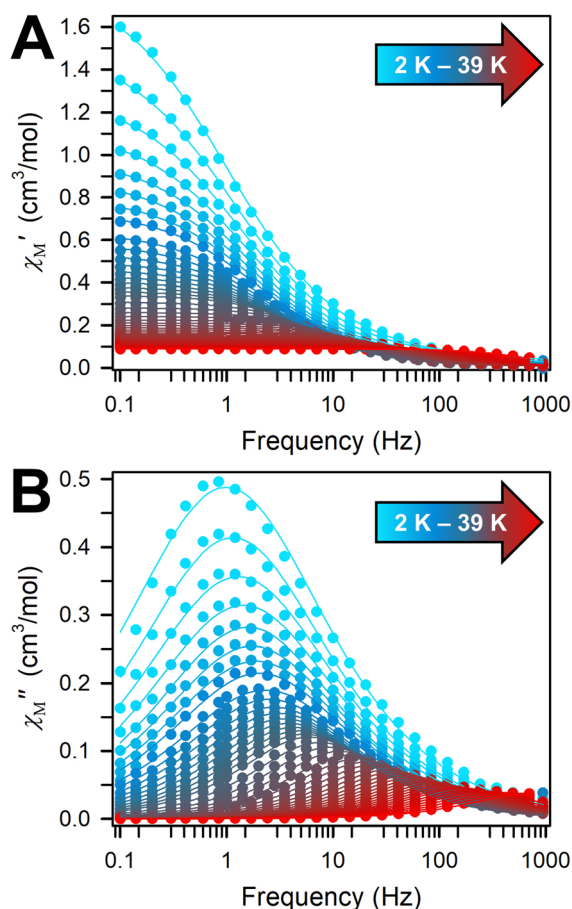 A
2 K – 39 K
1.6
1.4
1.2
1.0
0.8
0.6
0.4
0.2
0.0
χM′ (cm³/mol)
0.1 1 10 100 1000
Frequency (Hz)
B
2 K – 39 K
0.5
0.4
0.3
0.2
0.1
0.0
χM″ (cm³/mol)
0.1 1 10 100 1000
Frequency (Hz)